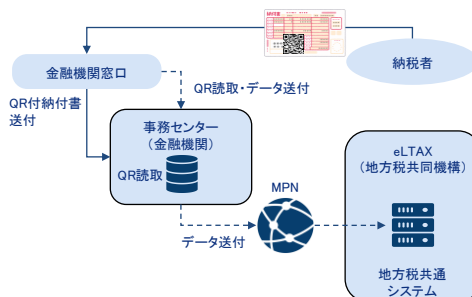 納税者
金融機関窓口
QR読取・データ送付
QR付納付書
送付
事務センター
（金融機関）
QR読取
MPN
データ送付
eLTAX
（地方税共同機構）
地方税共通
システム